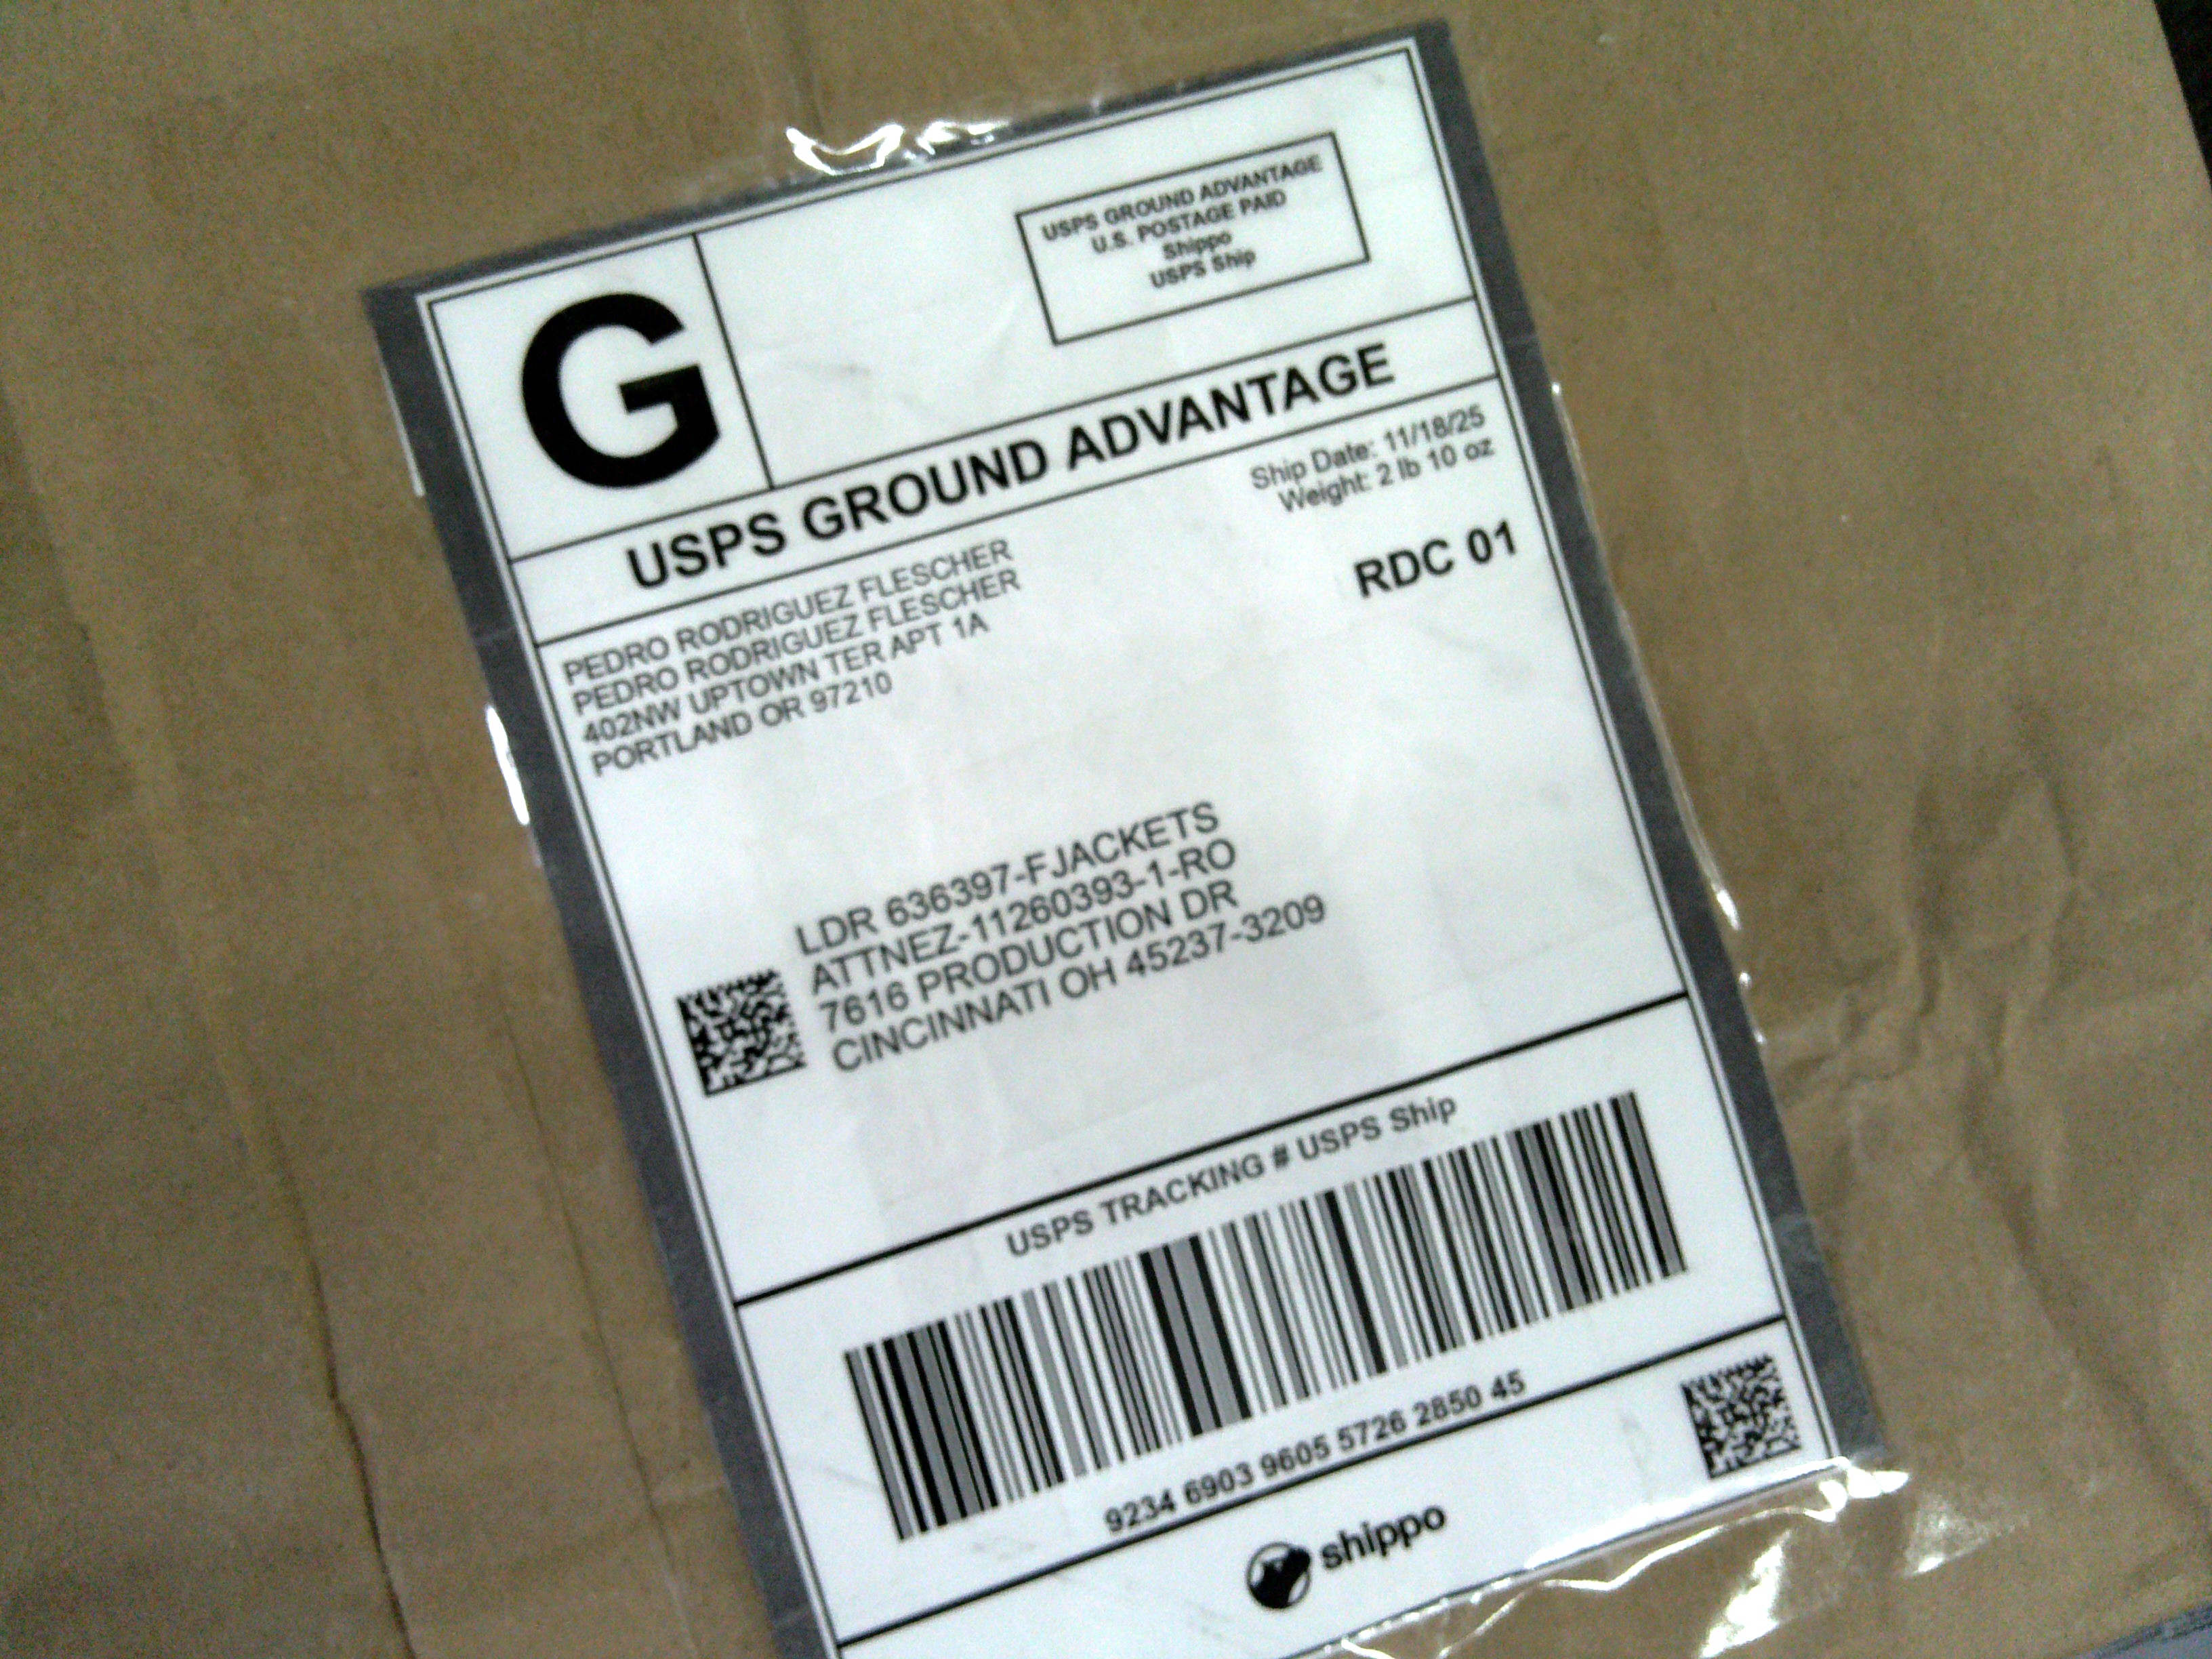 G
USPS GROUND ADVANTAGE
U.S. POSTAGE PAID
Shippo
USPS Ship
USPS GROUND ADVANTAGE
Ship Date: 11/18/25
Weight: 2 lb 10 oz
RDC 01
PEDRO RODRIGUEZ FLESCHER
PEDRO RODRIGUEZ FLESCHER
402NW UPTOWN TER APT 1A
PORTLAND OR 97210
LDR 636397-FJACKETS
ATTNEZ-11260393-1-RO
7616 PRODUCTION DR
CINCINNATI OH 45237-3209
USPS TRACKING # USPS Ship
9234 6903 9605 5726 2850 45
shippo